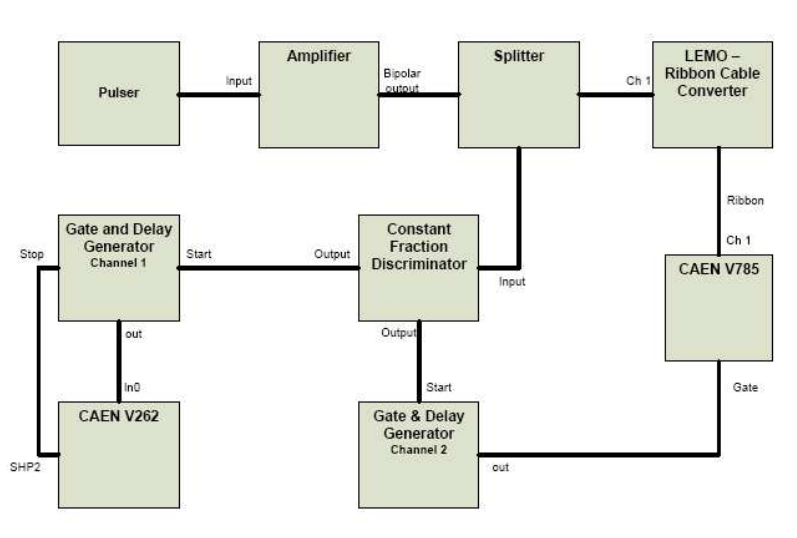 Pulser
Input
Amplifier
Bipolar
output
Splitter
Ch 1
LEMO –
Ribbon Cable
Converter
Ribbon
Ch 1
CAEN V785
Gate
Gate and Delay
Generator
Channel 1
Stop
Start
out
Output
Constant
Fraction
Discriminator
Input
Output
In0
CAEN V262
SHP2
Start
Gate & Delay
Generator
Channel 2
out